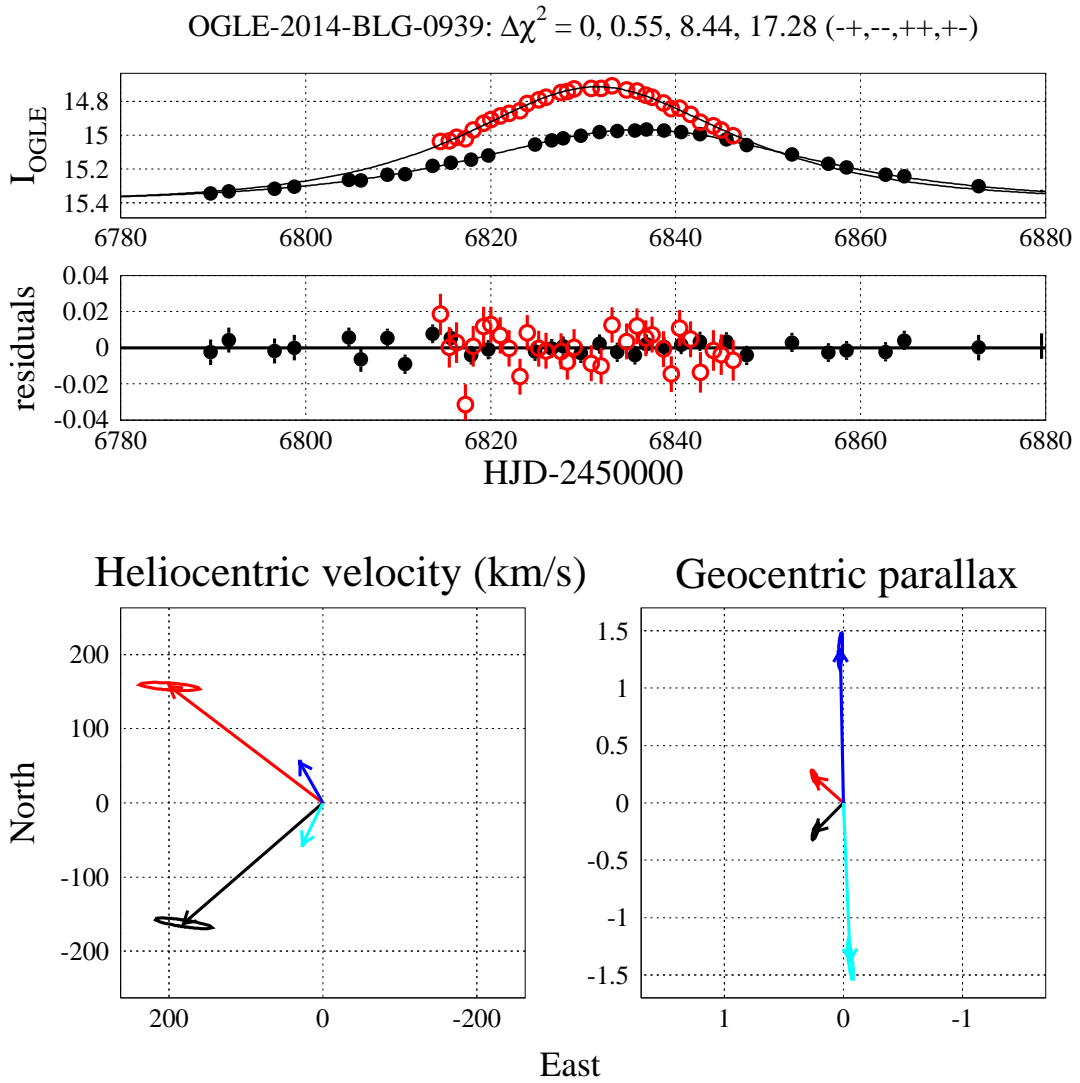 OGLE-2014-BLG-0939: Δχ² = 0, 0.55, 8.44, 17.28 (-+,--,++,+-)
I_OGLE
14.8
15
15.2
15.4
6780 6800 6820 6840 6860 6880
residuals
0.04
0.02
0
-0.02
-0.04
6780 6800 6820 6840 6860 6880
HJD-2450000
Heliocentric velocity (km/s)
North
200
100
0
-100
-200
200 0 -200
Geocentric parallax
1.5
1
0.5
0
-0.5
-1
-1.5
1 0 -1
East